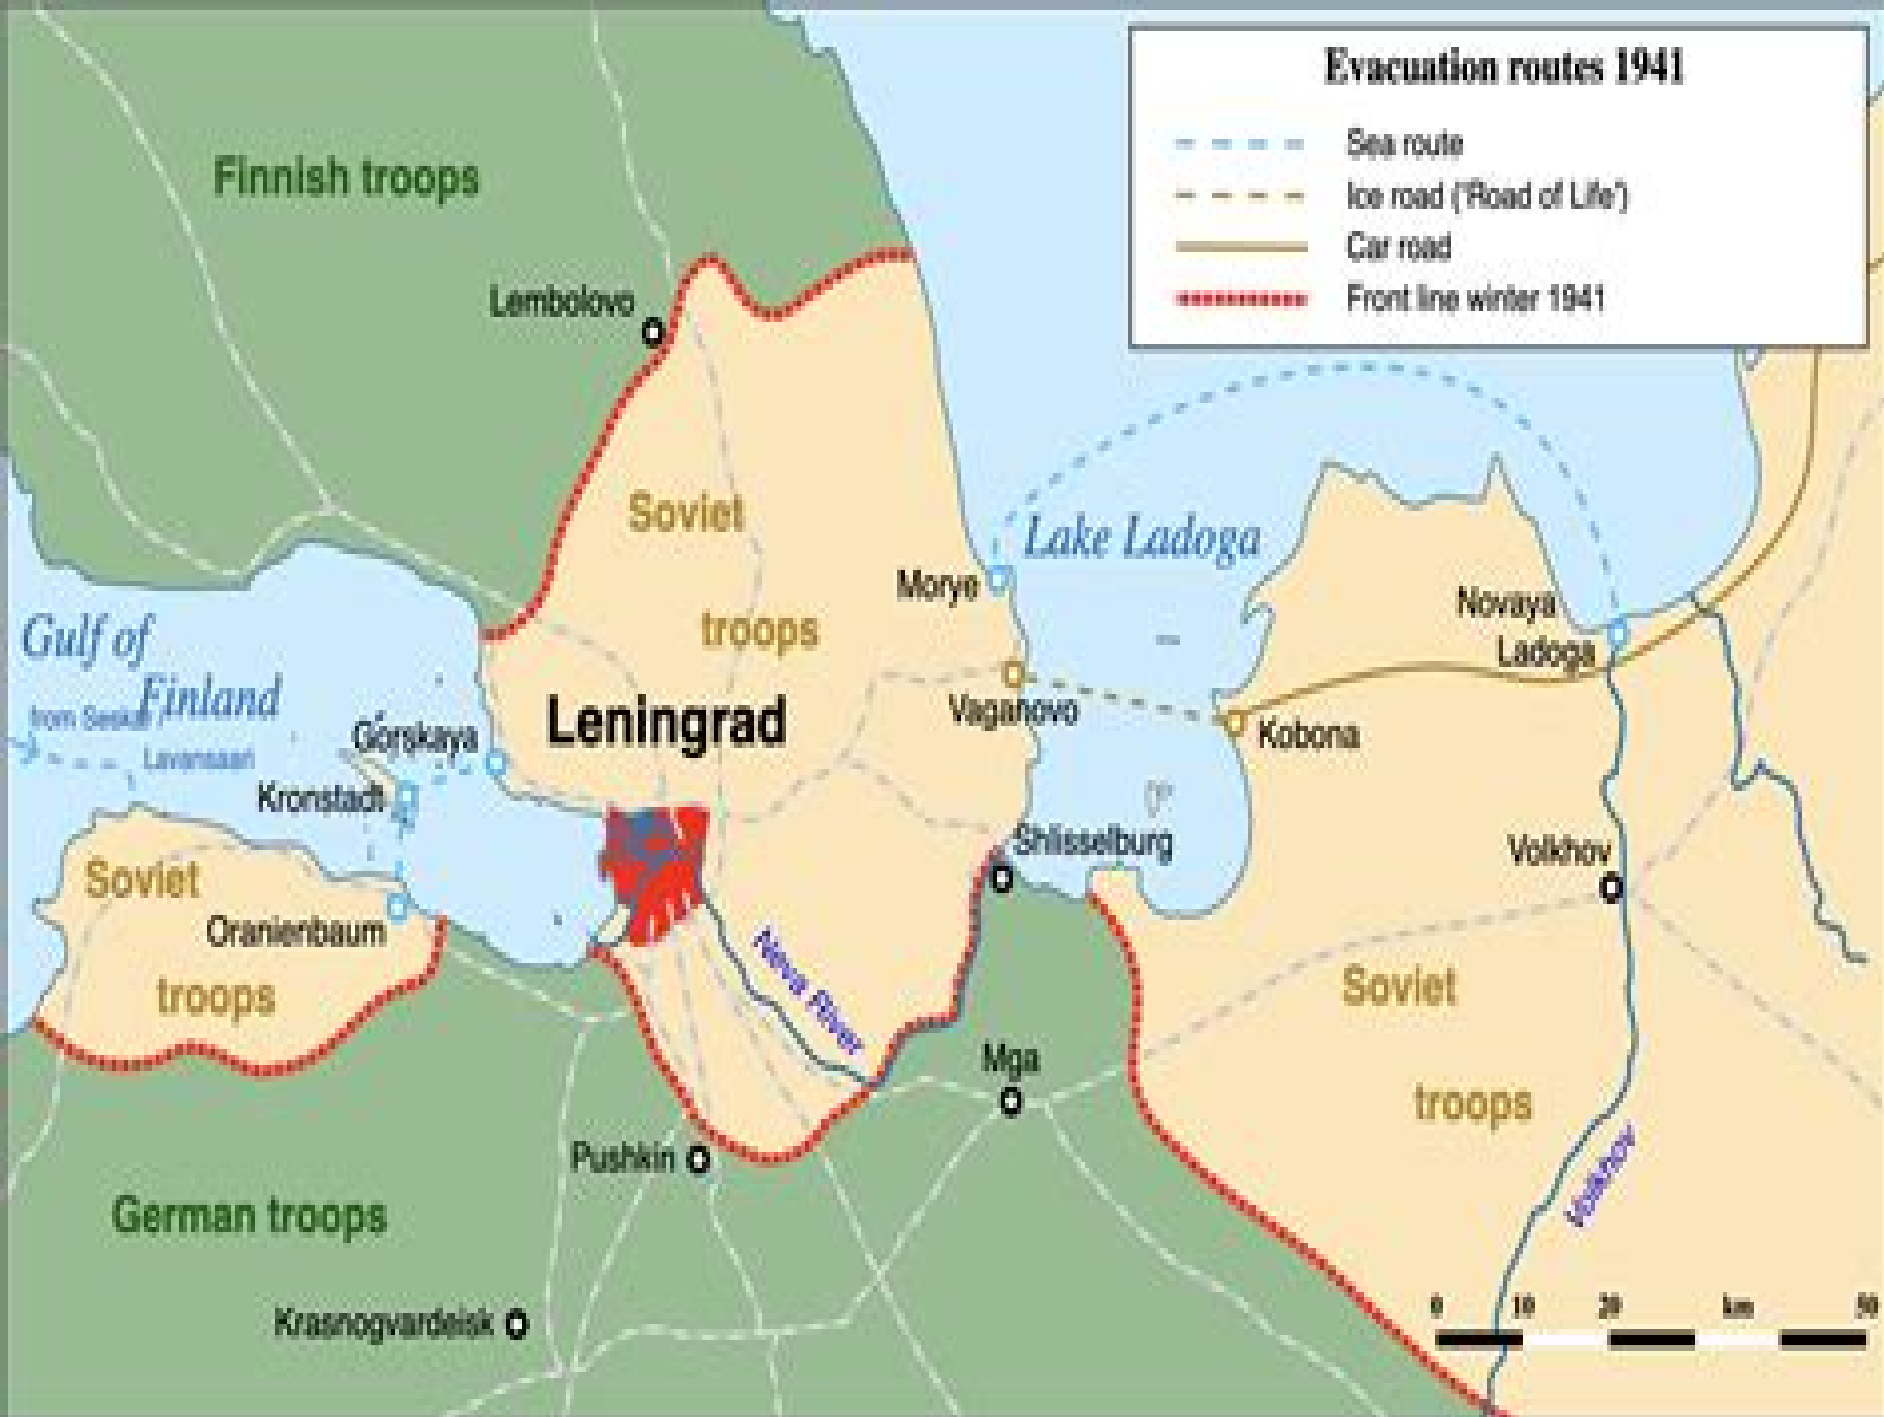 Evacuation routes 1941
Sea route
Ice road ('Road of Life')
Car road
Front line winter 1941
Finnish troops
Lembolovo
Soviet
troops
Lake Ladoga
Morye
Novaya
Ladoga
Gulf of
Finland
from Seskar
Lavansaari
Gorskaya
Leningrad
Vaganovo
Kobona
Kronstadt
Shlisselburg
Volkhov
Soviet
troops
Oranienbaum
Neva River
Soviet
troops
Mga
Pushkin
Volkhov
German troops
Krasnogvardeisk
0 10 20 km 50